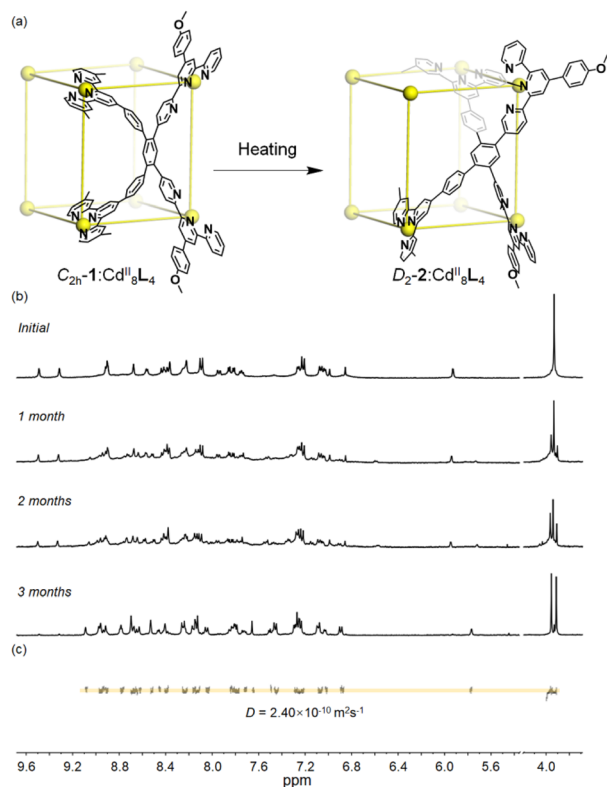 (a)
Heating
C2h-1:CdII8L4
D2-2:CdII8L4
(b)
Initial
1 month
2 months
3 months
(c)
D = 2.40×10-10 m2s-1
9.6 9.2 8.8 8.4 8.0 7.6 7.2 6.8 6.4 6.0 5.6 5.2 4.0
ppm